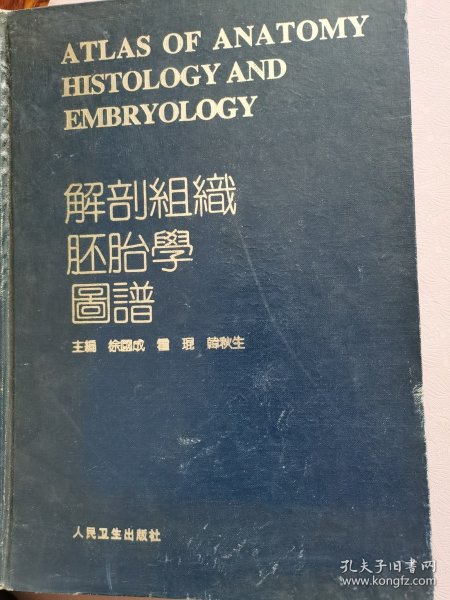 ATLAS OF ANATOMY
HISTOLOGY AND
EMBRYOLOGY
解剖組織
胚胎學
圖譜
主編 徐國成 霍 琨 韓秋生
人民卫生出版社
孔夫子旧书网
www.kongfz.com